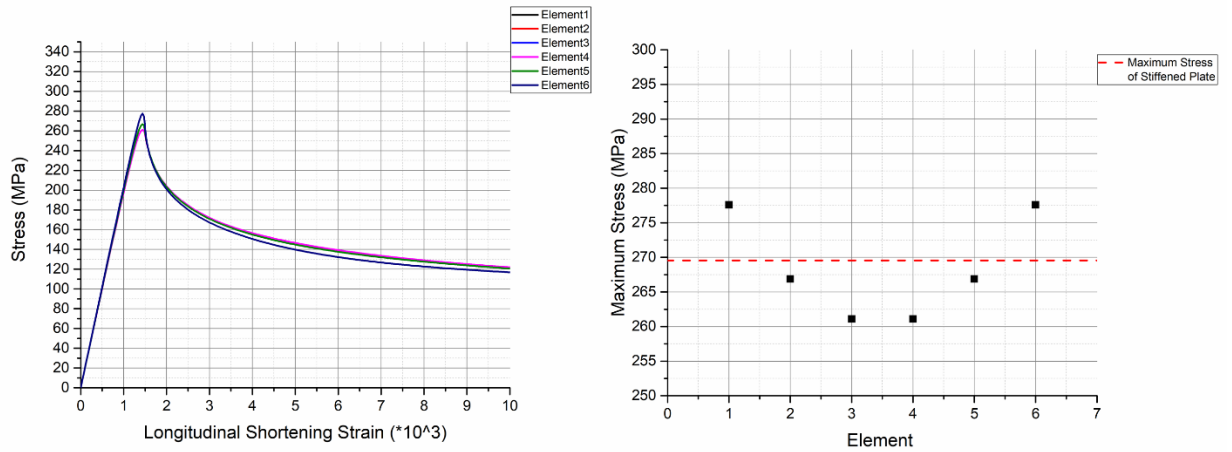 Element1
Element2
Element3
Element4
Element5
Element6
340
320
300
280
260
240
220
200
180
160
140
120
100
80
60
40
20
0
Stress (MPa)
0 1 2 3 4 5 6 7 8 9 10
Longitudinal Shortening Strain (*10^3)
300
295
290
285
280
275
270
265
260
255
250
Maximum Stress (MPa)
0 1 2 3 4 5 6 7
Element
Maximum Stress
of Stiffened Plate